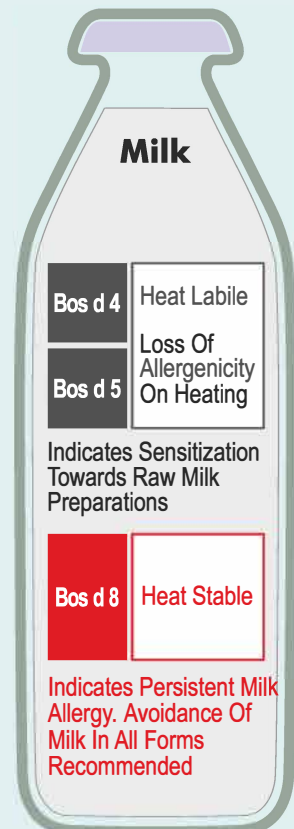 Milk
Bos d 4
Heat Labile
Loss Of
Allergenicity
On Heating
Bos d 5
Indicates Sensitization
Towards Raw Milk
Preparations
Bos d 8
Heat Stable
Indicates Persistent Milk
Allergy. Avoidance Of
Milk In All Forms
Recommended